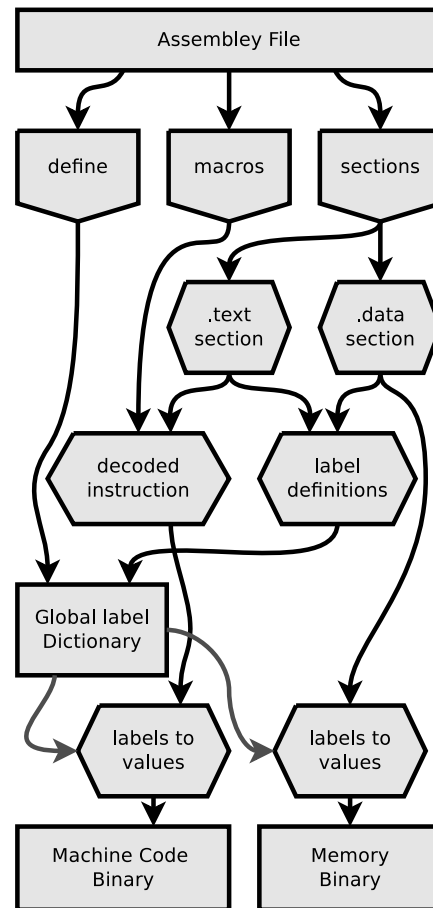 Assembley File
define
macros
sections
.text
section
.data
section
decoded
instruction
label
definitions
Global label
Dictionary
labels to
values
labels to
values
Machine Code
Binary
Memory
Binary